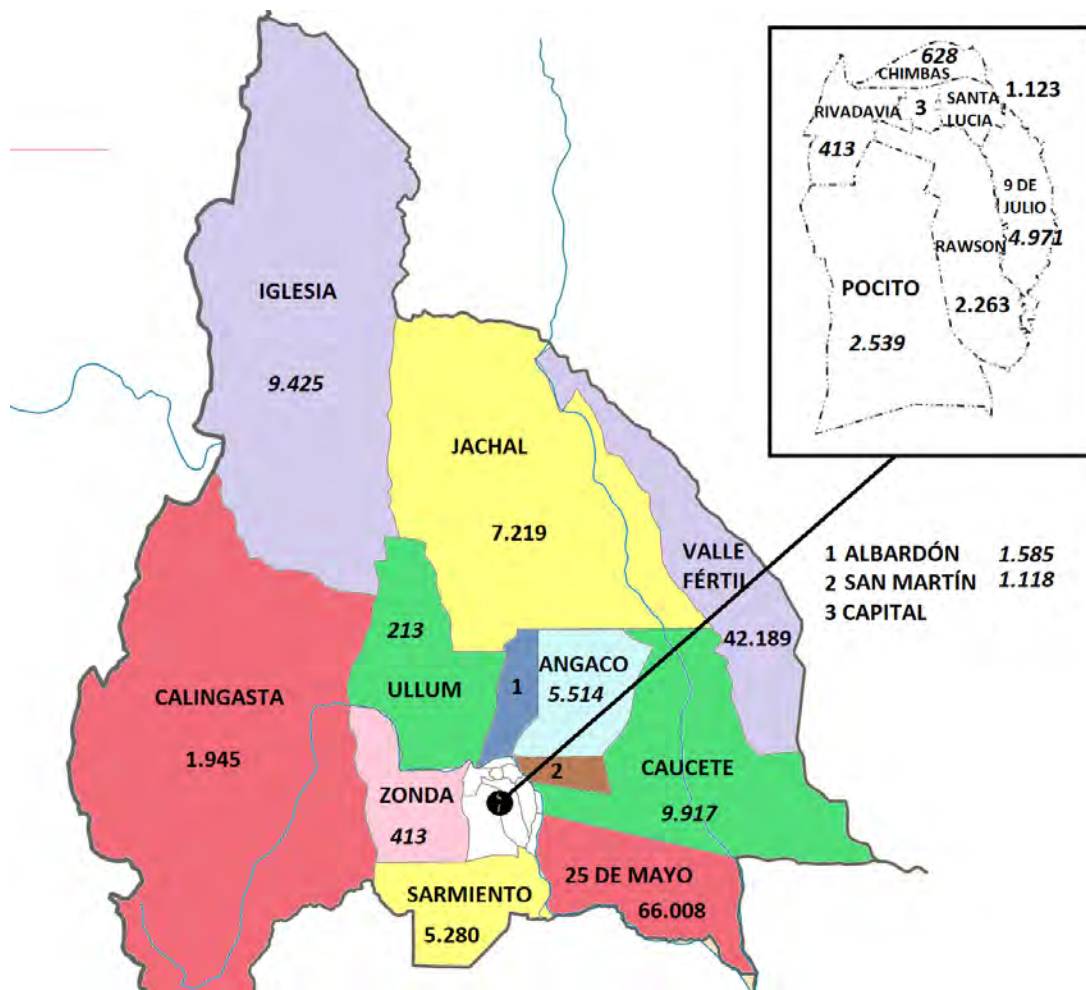 628
CHIMBAS
1.123
RIVADAVIA
3
SANTA
LUCIA
413
9 DE
JULIO
4.971
RAWSON
POCITO
2.263
2.539
IGLESIA
9.425
JACHAL
7.219
VALLE
FÉRTIL
42.189
1 ALBARDÓN 1.585
2 SAN MARTÍN 1.118
3 CAPITAL
213
ULLUM
1
ANGACO
5.514
CALINGASTA
1.945
2
CAUCETE
9.917
ZONDA
413
25 DE MAYO
66.008
SARMIENTO
5.280